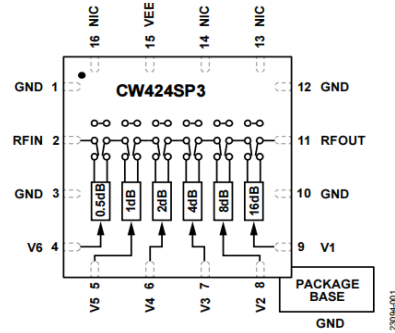 NIC
VEE
NIC
NIC
16
15
14
13
GND 1
CW424SP3
12 GND
RFIN 2
11 RFOUT
GND 3
0.5dB
1dB
2dB
4dB
8dB
16dB
10 GND
V6 4
9 V1
5
6
7
8
V5
V4
V3
V2
PACKAGE
BASE
GND
23094-001